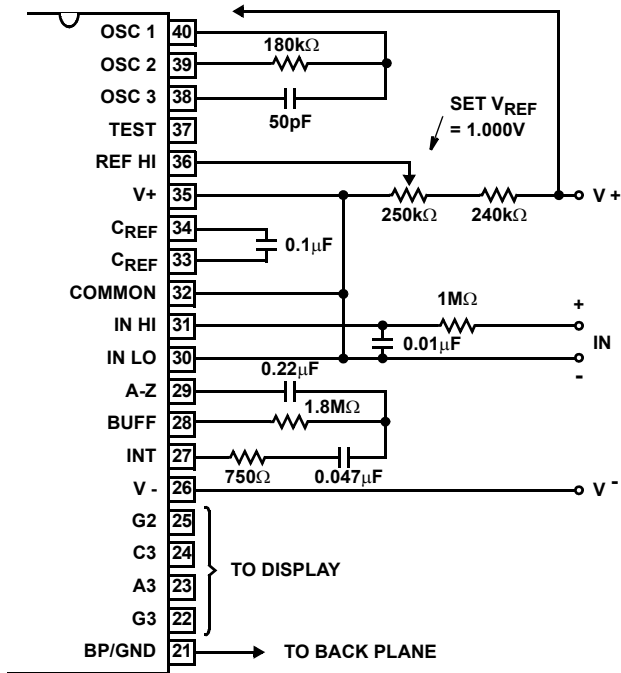 OSC 1 40
180kΩ
OSC 2 39
OSC 3 38
50pF
SET VREF
= 1.000V
TEST 37
REF HI 36
V+ 35
V +
250kΩ 240kΩ
CREF 34
0.1μF
CREF 33
COMMON 32
1MΩ
+
IN HI 31
IN
0.01μF
IN LO 30
-
0.22μF
A-Z 29
1.8MΩ
BUFF 28
INT 27
750Ω 0.047μF
V - 26
V -
G2 25
C3 24
TO DISPLAY
A3 23
G3 22
BP/GND 21 TO BACK PLANE